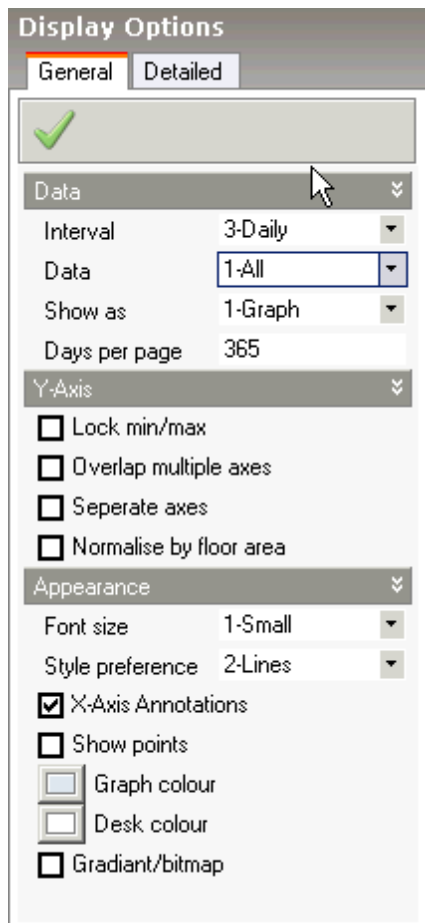 Display Options
General Detailed
Data
Interval 3-Daily
Data 1-All
Show as 1-Graph
Days per page 365
Y-Axis
Lock min/max
Overlap multiple axes
Seperate axes
Normalise by floor area
Appearance
Font size 1-Small
Style preference 2-Lines
X-Axis Annotations
Show points
Graph colour
Desk colour
Gradiant/bitmap